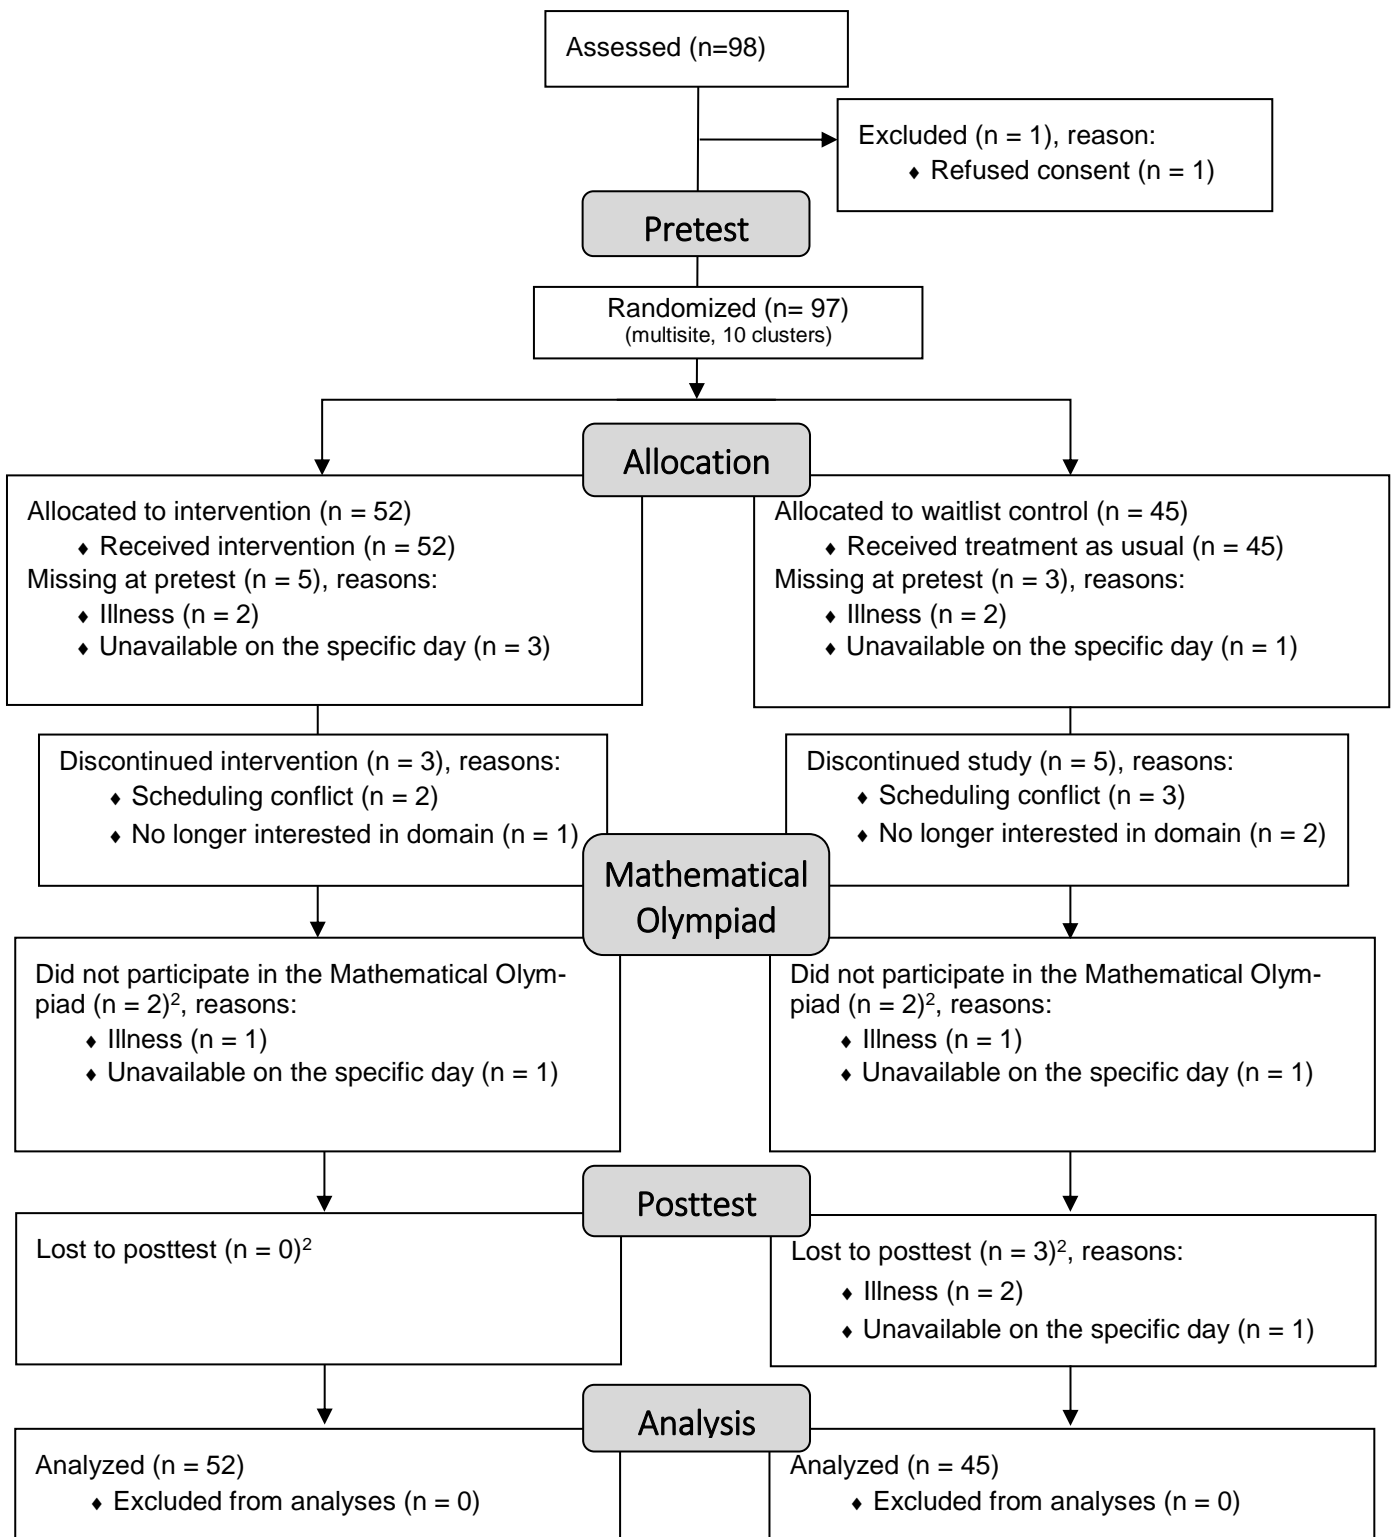 Assessed (n=98)
Excluded (n = 1), reason:
♦ Refused consent (n = 1)
Pretest
Randomized (n= 97)
(multisite, 10 clusters)
Allocation
Allocated to intervention (n = 52)
♦ Received intervention (n = 52)
Missing at pretest (n = 5), reasons:
♦ Illness (n = 2)
♦ Unavailable on the specific day (n = 3)
Allocated to waitlist control (n = 45)
♦ Received treatment as usual (n = 45)
Missing at pretest (n = 3), reasons:
♦ Illness (n = 2)
♦ Unavailable on the specific day (n = 1)
Discontinued intervention (n = 3), reasons:
♦ Scheduling conflict (n = 2)
♦ No longer interested in domain (n = 1)
Discontinued study (n = 5), reasons:
♦ Scheduling conflict (n = 3)
♦ No longer interested in domain (n = 2)
Mathematical
Olympiad
Did not participate in the Mathematical Olym-
piad (n = 2)², reasons:
♦ Illness (n = 1)
♦ Unavailable on the specific day (n = 1)
Did not participate in the Mathematical Olym-
piad (n = 2)², reasons:
♦ Illness (n = 1)
♦ Unavailable on the specific day (n = 1)
Posttest
Lost to posttest (n = 0)²
Lost to posttest (n = 3)², reasons:
♦ Illness (n = 2)
♦ Unavailable on the specific day (n = 1)
Analysis
Analyzed (n = 52)
♦ Excluded from analyses (n = 0)
Analyzed (n = 45)
♦ Excluded from analyses (n = 0)